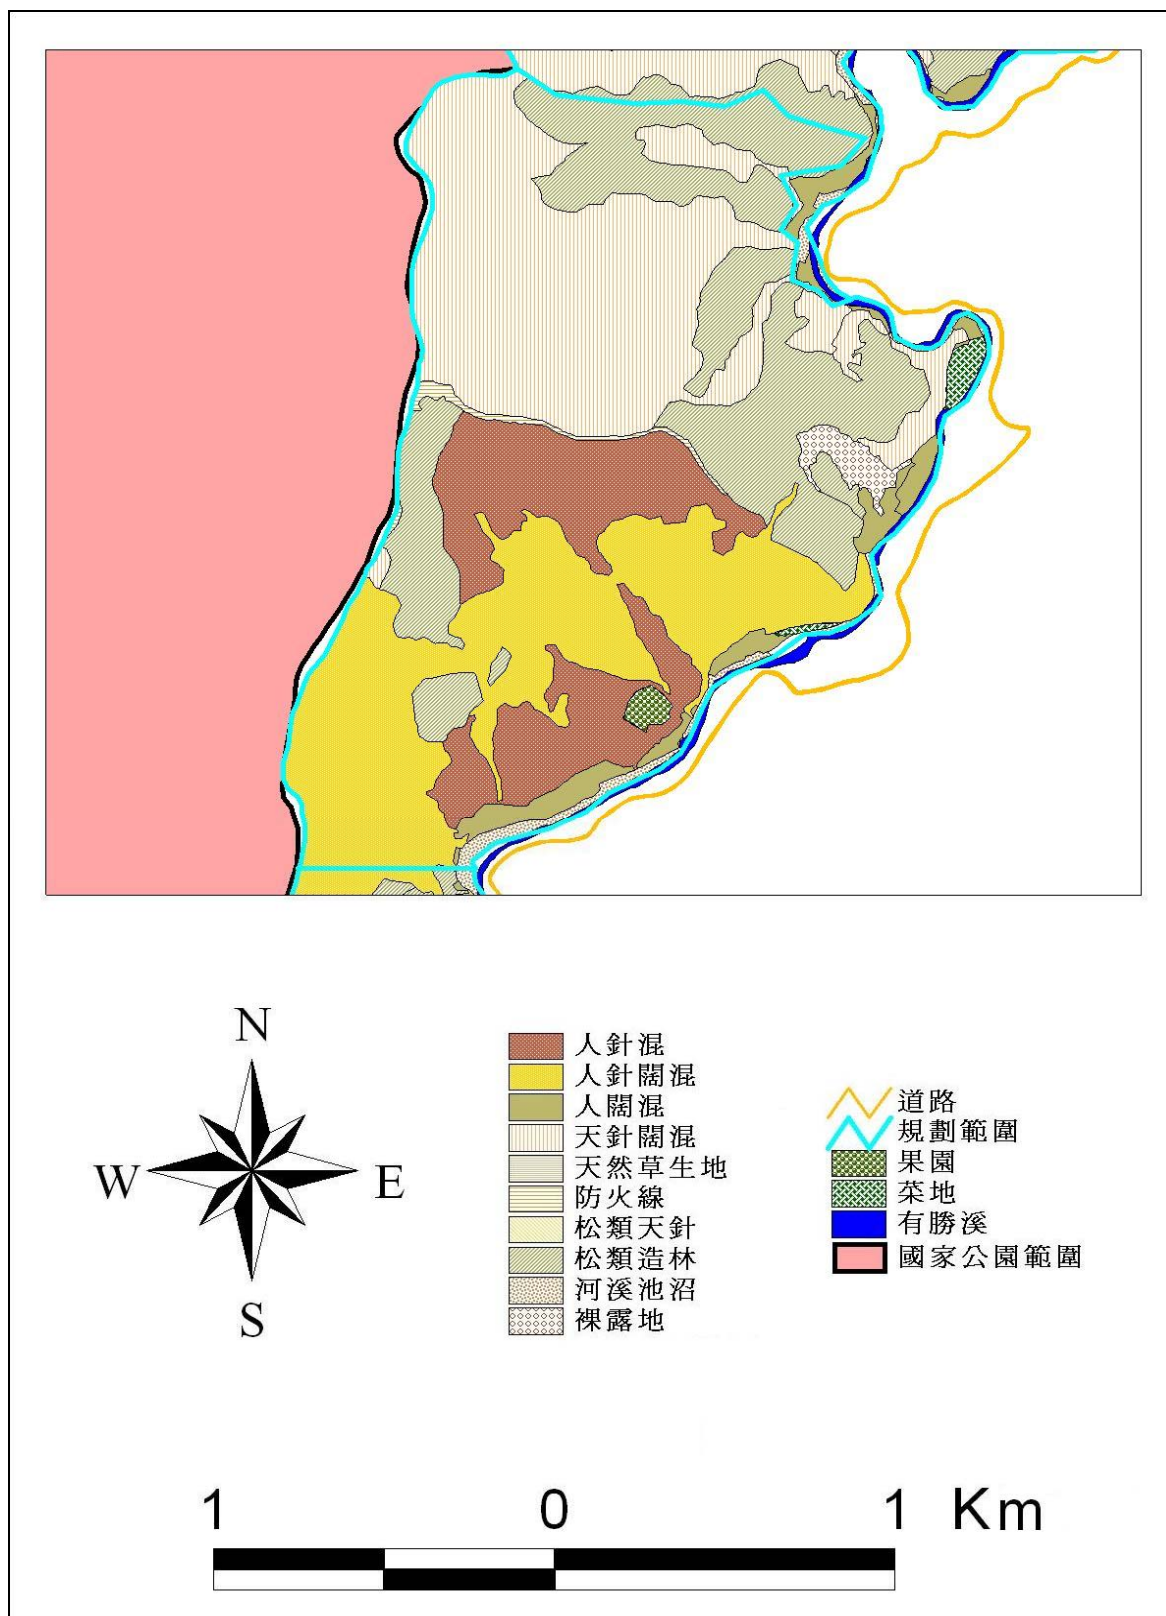 N
W
E
S
人針混
人針闊混
人闊混
天針闊混
天然草生地
防火線
松類天針
松類造林
河溪池沼
裸露地
道路
規劃範圍
果園
菜地
有勝溪
國家公園範圍
1 0 1 Km